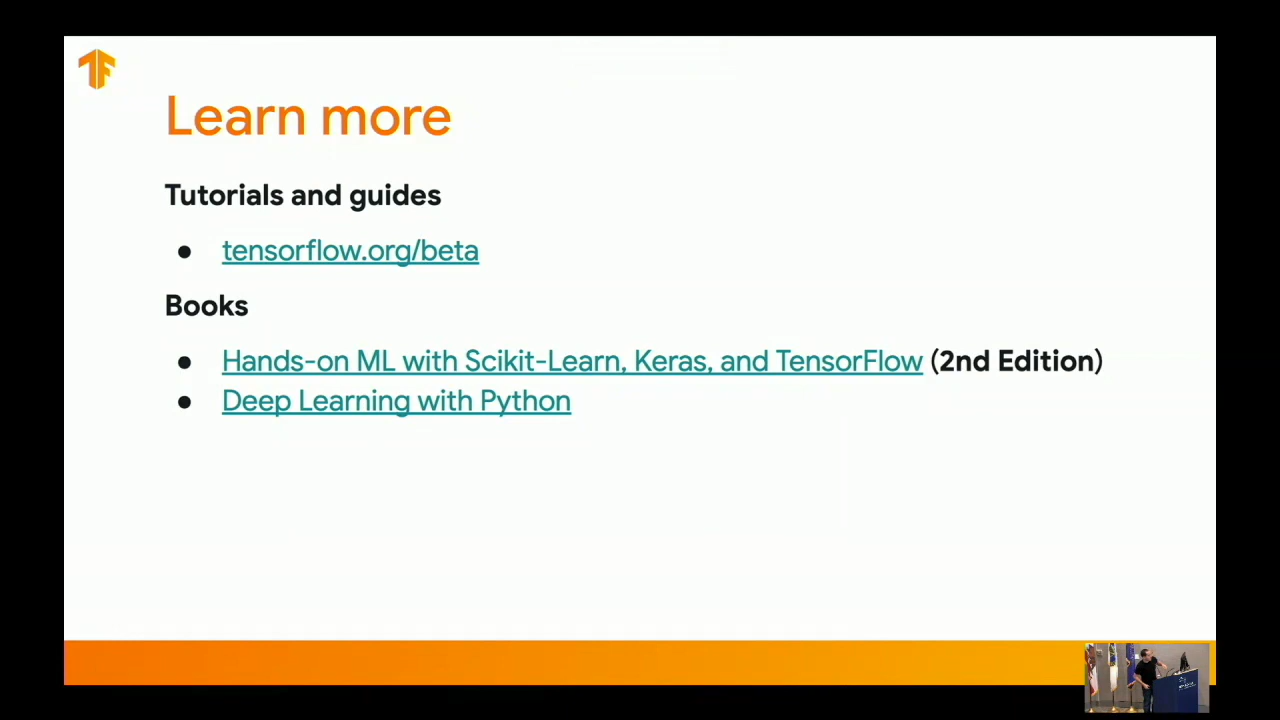 Learn more
Tutorials and guides
● tensorflow.org/beta
Books
● Hands-on ML with Scikit-Learn, Keras, and TensorFlow (2nd Edition)
● Deep Learning with Python